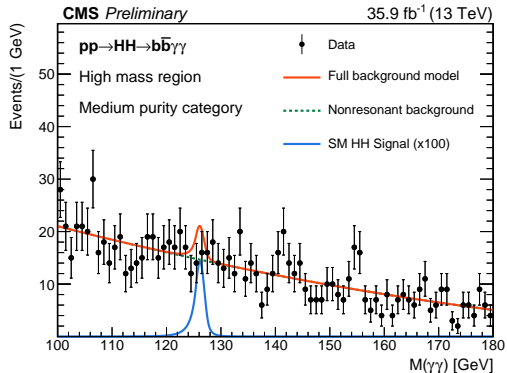 CMS Preliminary 35.9 fb⁻¹ (13 TeV)
pp→HH→bb̅γγ
High mass region
Medium purity category
Data
Full background model
Nonresonant background
SM HH Signal (x100)
Events/(1 GeV)
50
40
30
20
10
100 110 120 130 140 150 160 170 180
M(γγ) [GeV]